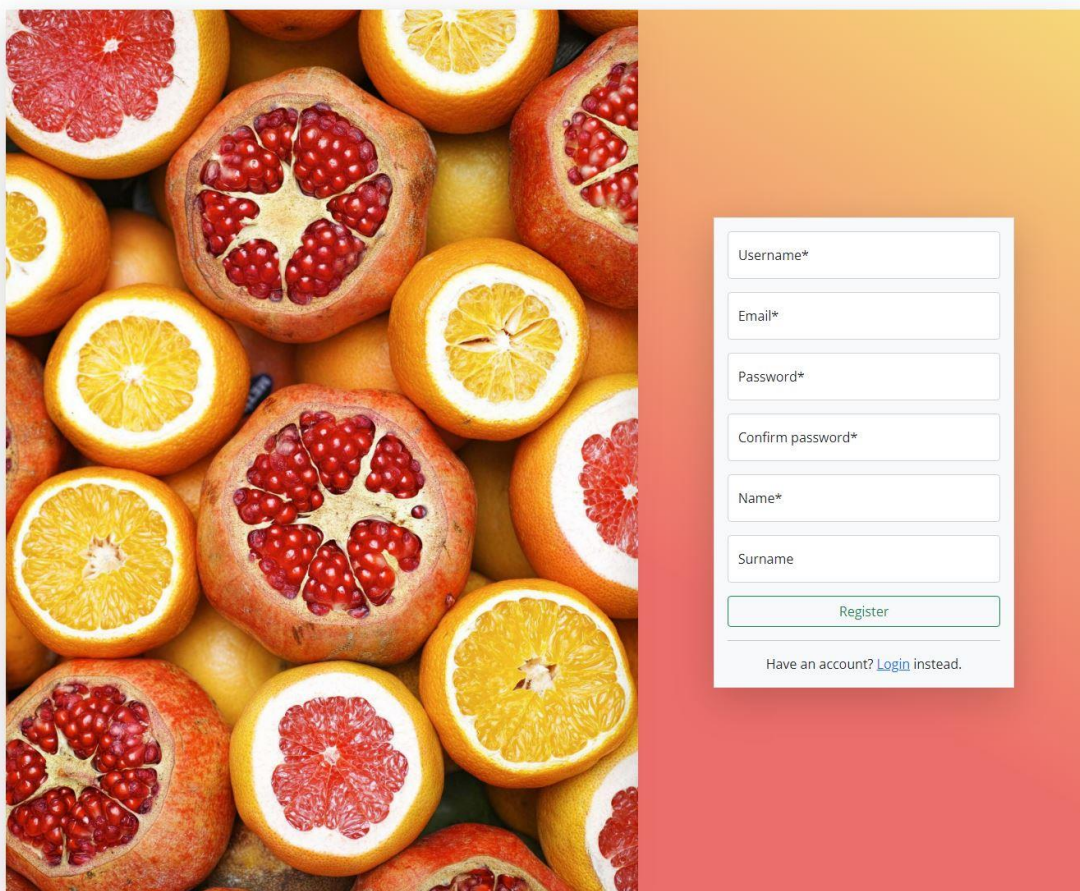 Username*
Email*
Password*
Confirm password*
Name*
Surname
Register
Have an account? Login instead.